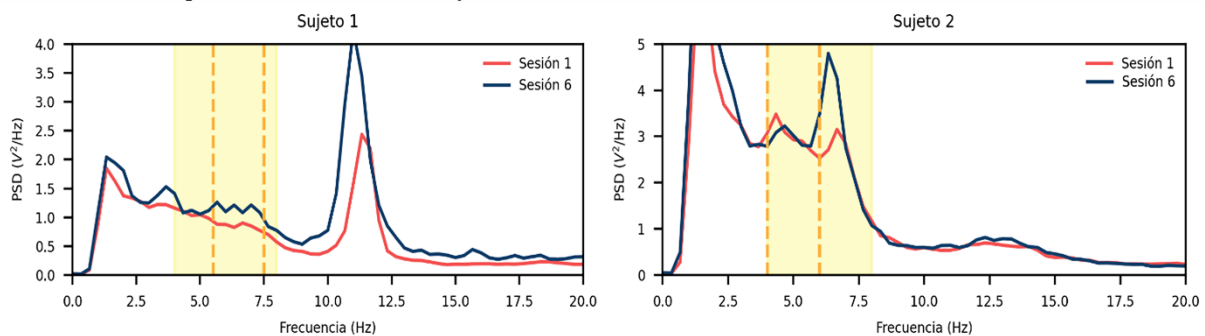 Sujeto 1
4.0
3.5
3.0
2.5
2.0
1.5
1.0
0.5
0.0
PSD (V²/Hz)
Sesión 1
Sesión 6
0.0 2.5 5.0 7.5 10.0 12.5 15.0 17.5 20.0
Frecuencia (Hz)
Sujeto 2
5
4
3
2
1
0
PSD (V²/Hz)
Sesión 1
Sesión 6
0.0 2.5 5.0 7.5 10.0 12.5 15.0 17.5 20.0
Frecuencia (Hz)